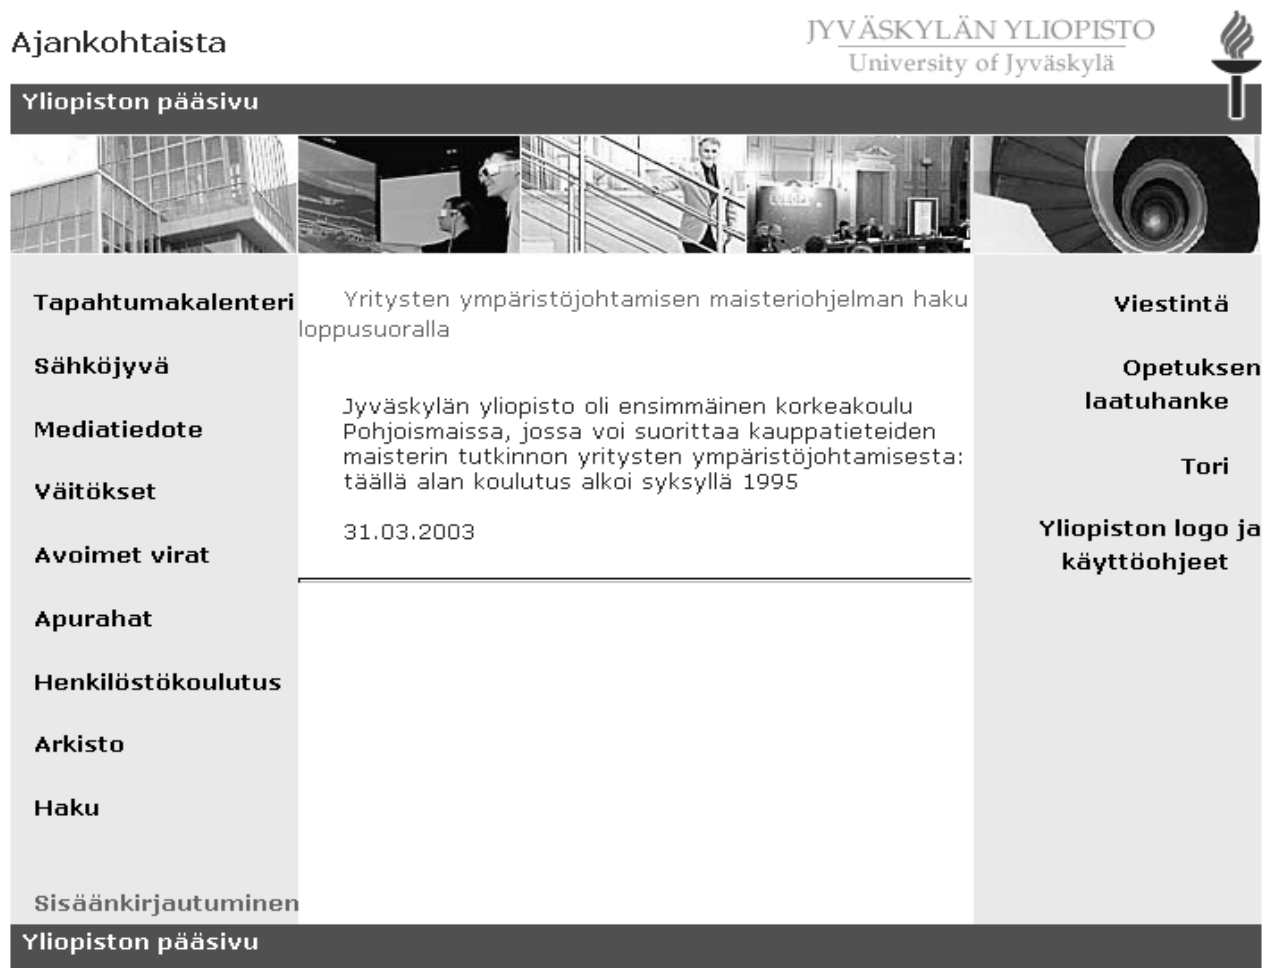 Ajankohtaista
JYVÄSKYLÄN YLIOPISTO
University of Jyväskylä
Yliopiston pääsivu
Tapahtumakalenteri
Sähköjyvä
Mediatiedote
Väitökset
Avoimet virat
Apurahat
Henkilöstökoulutus
Arkisto
Haku
Sisäänkirjautuminen
Yritysten ympäristöjohtamisen maisteriohjelman haku
loppusuoralla
Jyväskylän yliopisto oli ensimmäinen korkeakoulu
Pohjoismaissa, jossa voi suorittaa kauppatieteiden
maisterin tutkinnon yritysten ympäristöjohtamisesta:
täällä alan koulutus alkoi syksyllä 1995
31.03.2003
Viestintä
Opetuksen
laatuhanke
Tori
Yliopiston logo ja
käyttöohjeet
Yliopiston pääsivu